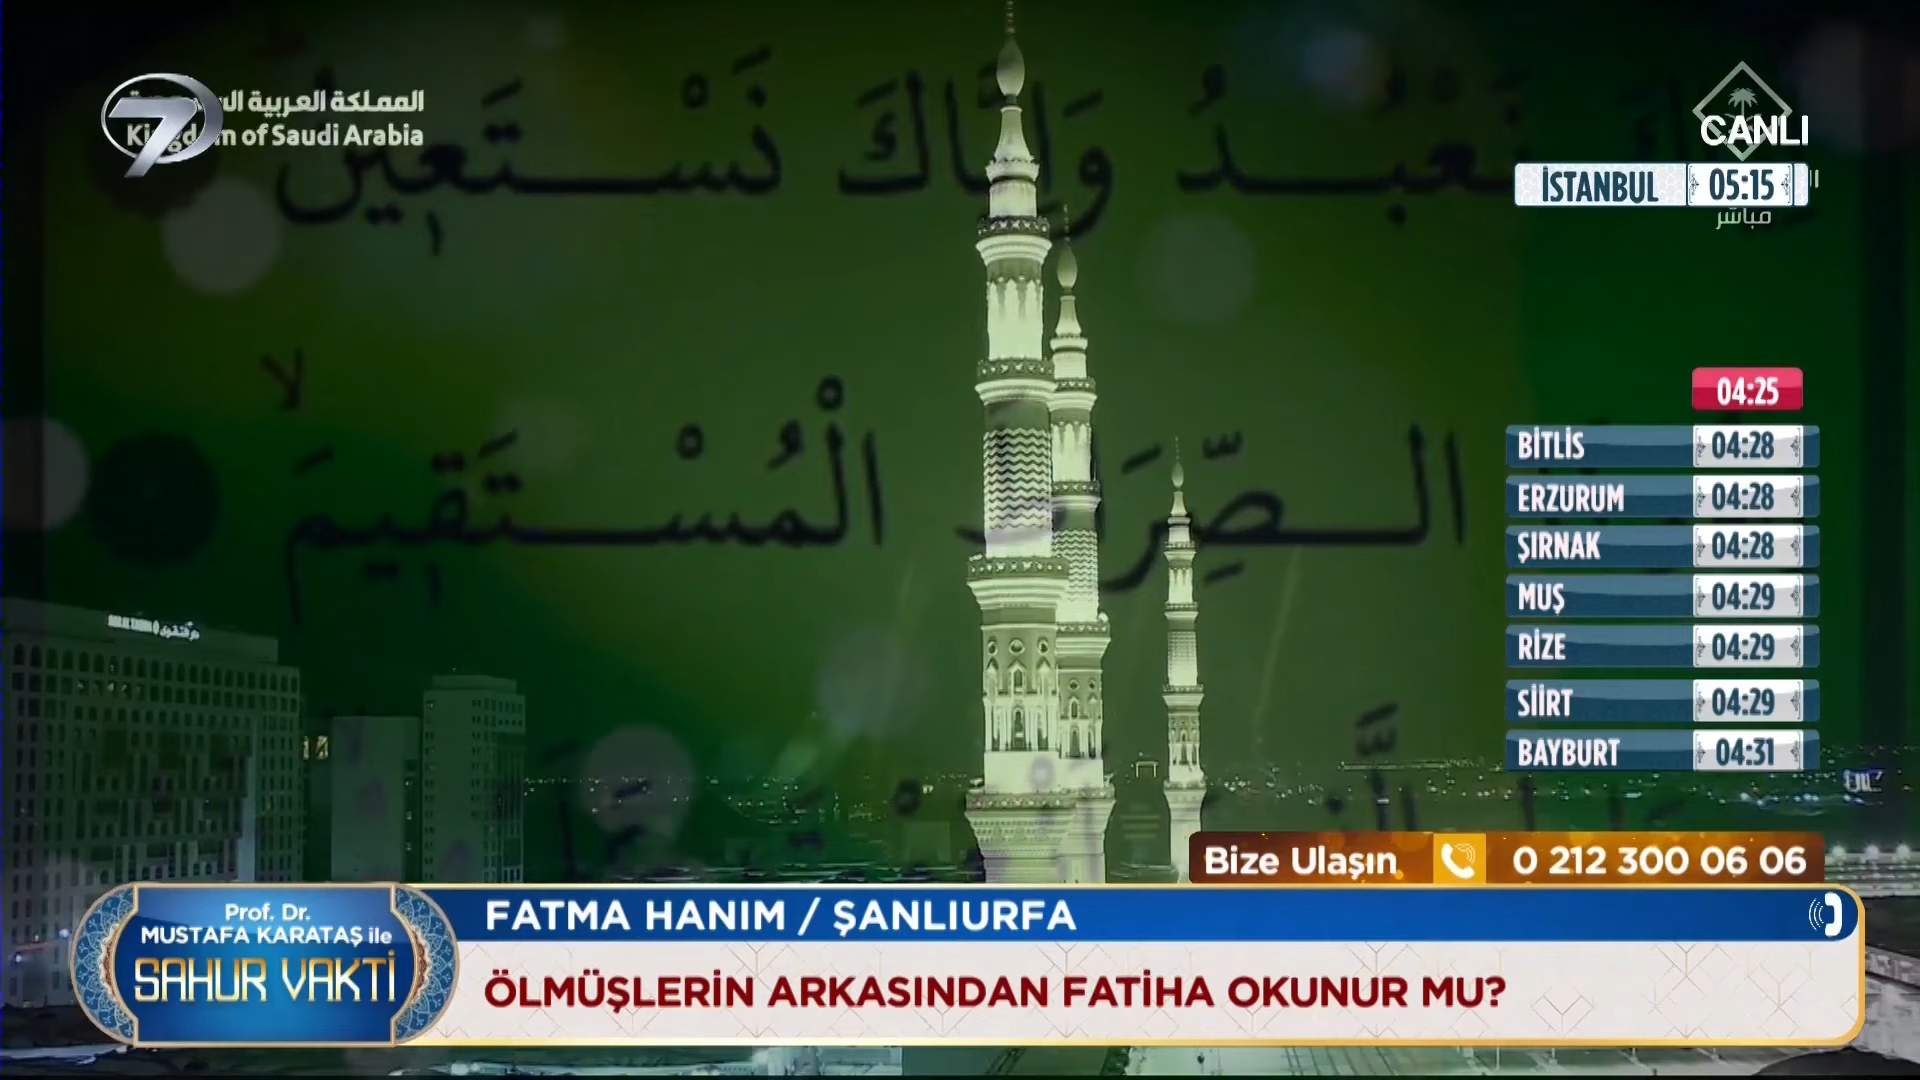 7
المملكة العربية
Kingdom of Saudi Arabia
CANLI
İSTANBUL 05:15
مباشر
نَعْبُدُ وَإِيَّاكَ نَسْتَعِينُ
الصِّرَاطَ الْمُسْتَقِيمَ
04:25
BİTLİS 04:28
ERZURUM 04:28
ŞIRNAK 04:28
MUŞ 04:29
RİZE 04:29
SİİRT 04:29
BAYBURT 04:31
Bize Ulaşın 0 212 300 06 06
Prof. Dr.
MUSTAFA KARATAŞ ile
SAHUR VAKTİ
FATMA HANIM / ŞANLIURFA
ÖLMÜŞLERİN ARKASINDAN FATİHA OKUNUR MU?